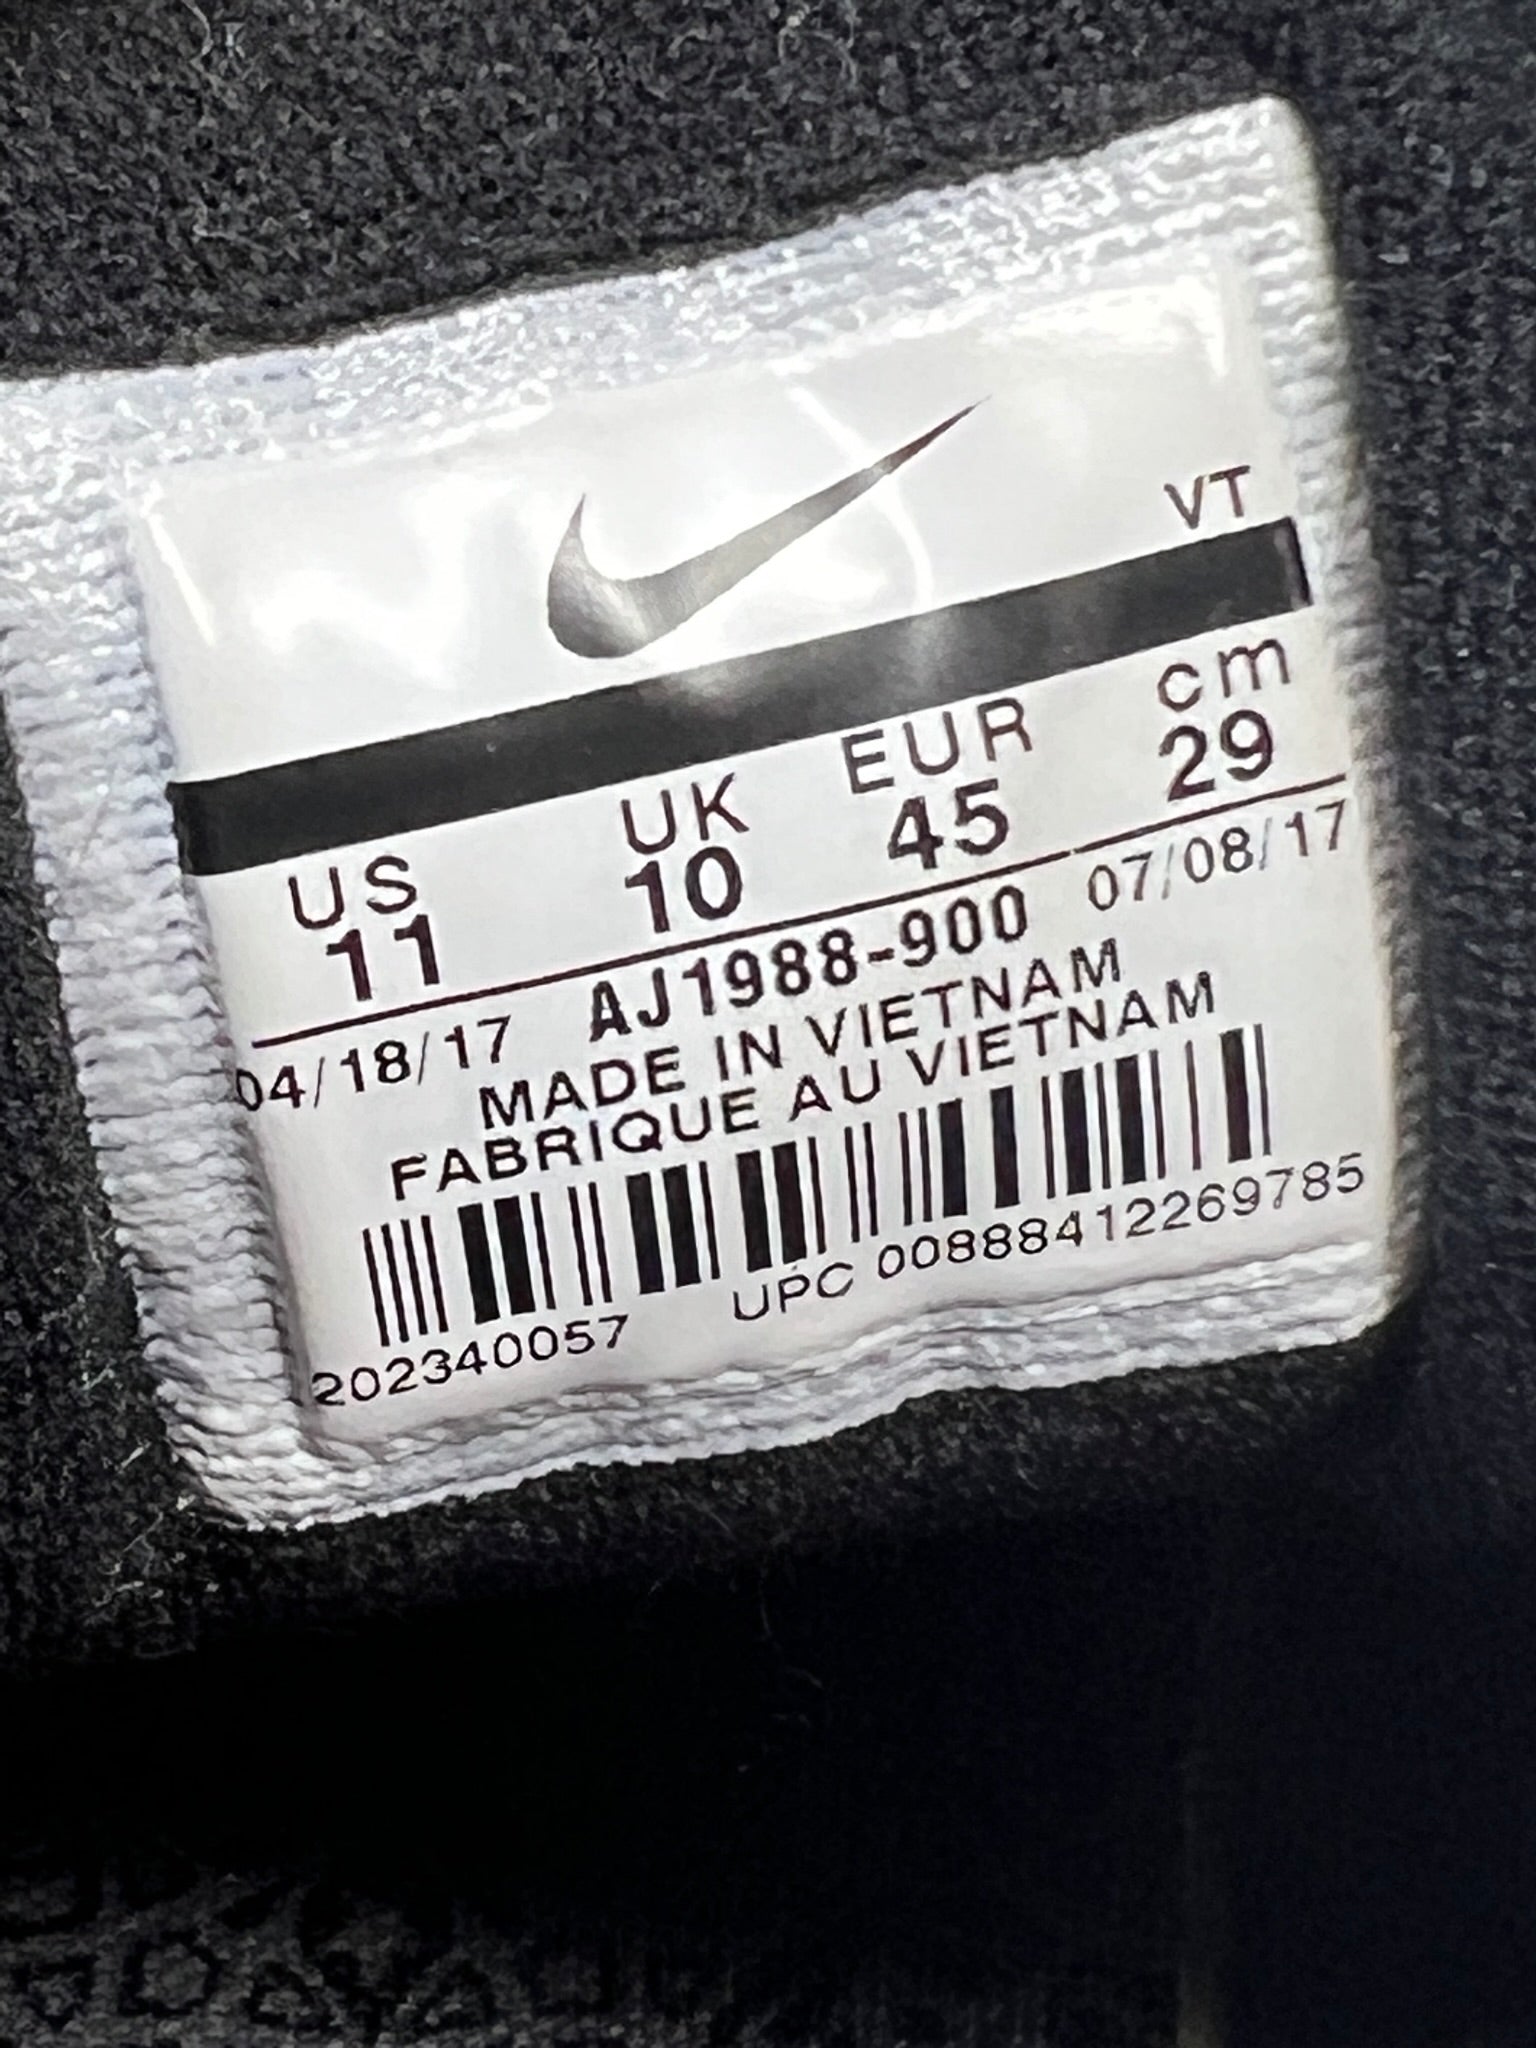 VT
US UK EUR cm
11 10 45 29
04/18/17 AJ1988-900 07/08/17
MADE IN VIETNAM
FABRIQUE AU VIETNAM
202340057 UPC 00888412269785